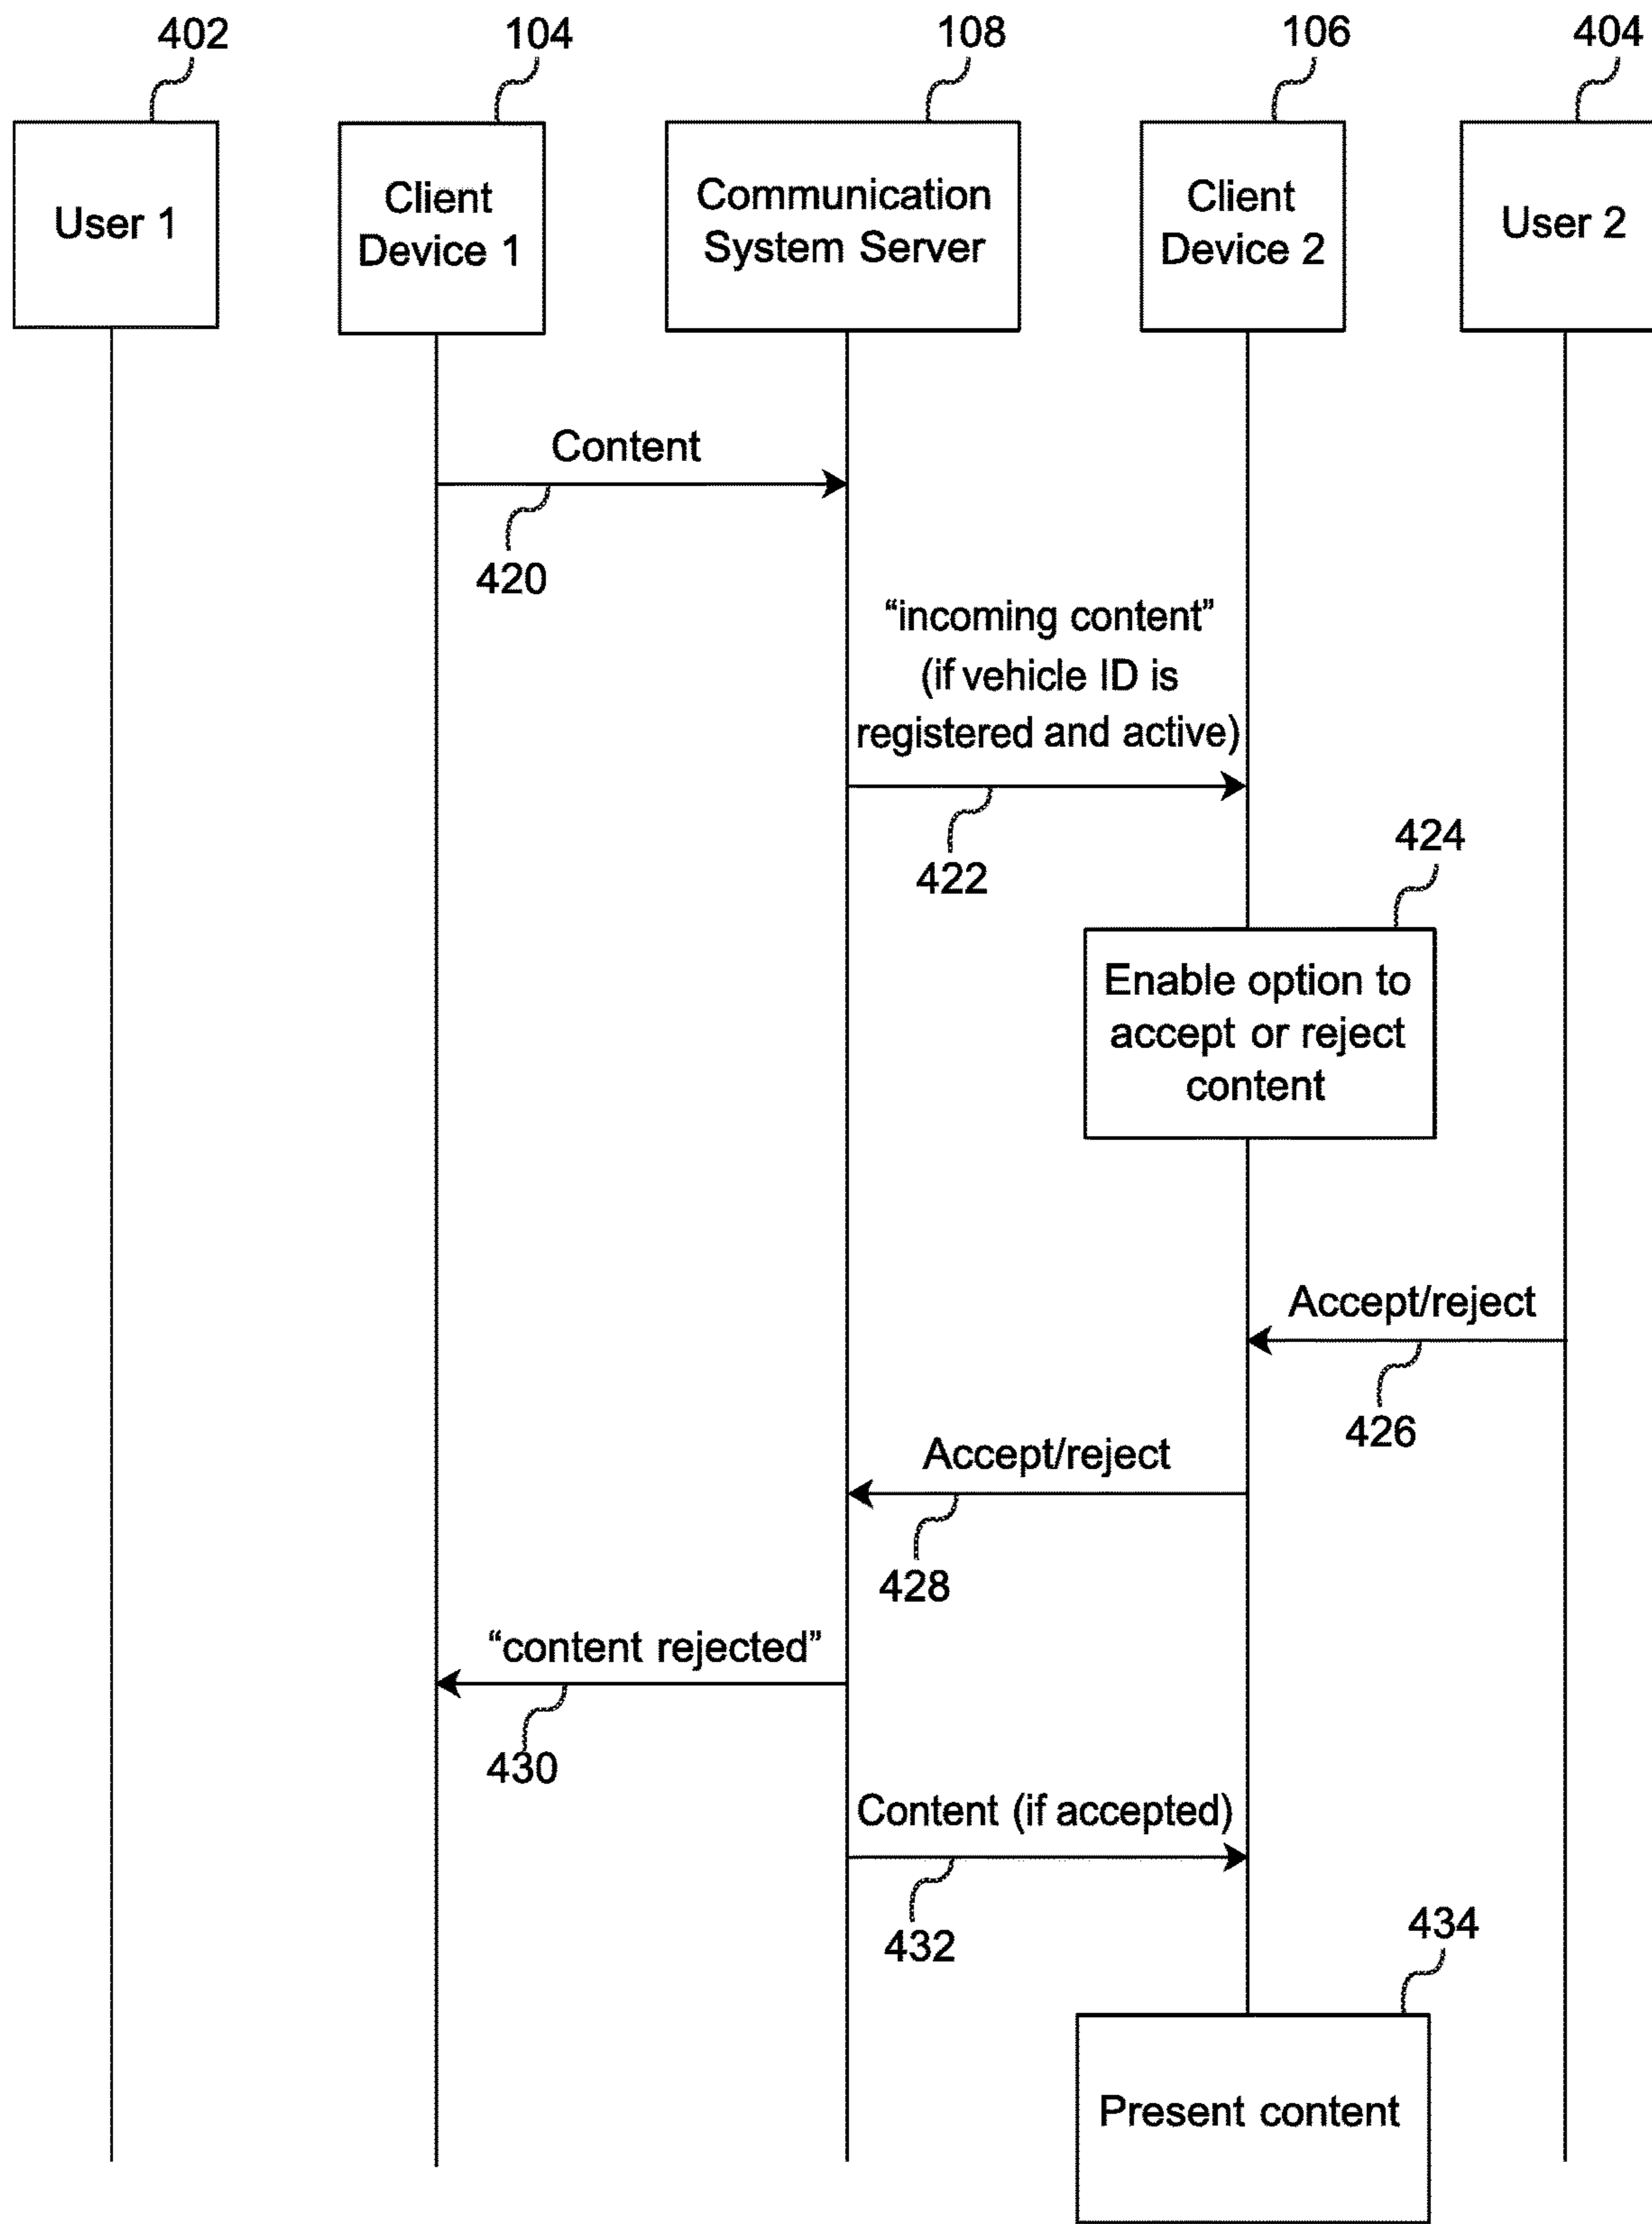 402
104
108
106
404
User 1
Client
Device 1
Communication
System Server
Client
Device 2
User 2
Content
420
“incoming content”
(if vehicle ID is
registered and active)
422
424
Enable option to
accept or reject
content
Accept/reject
426
Accept/reject
428
“content rejected”
430
Content (if accepted)
432
434
Present content